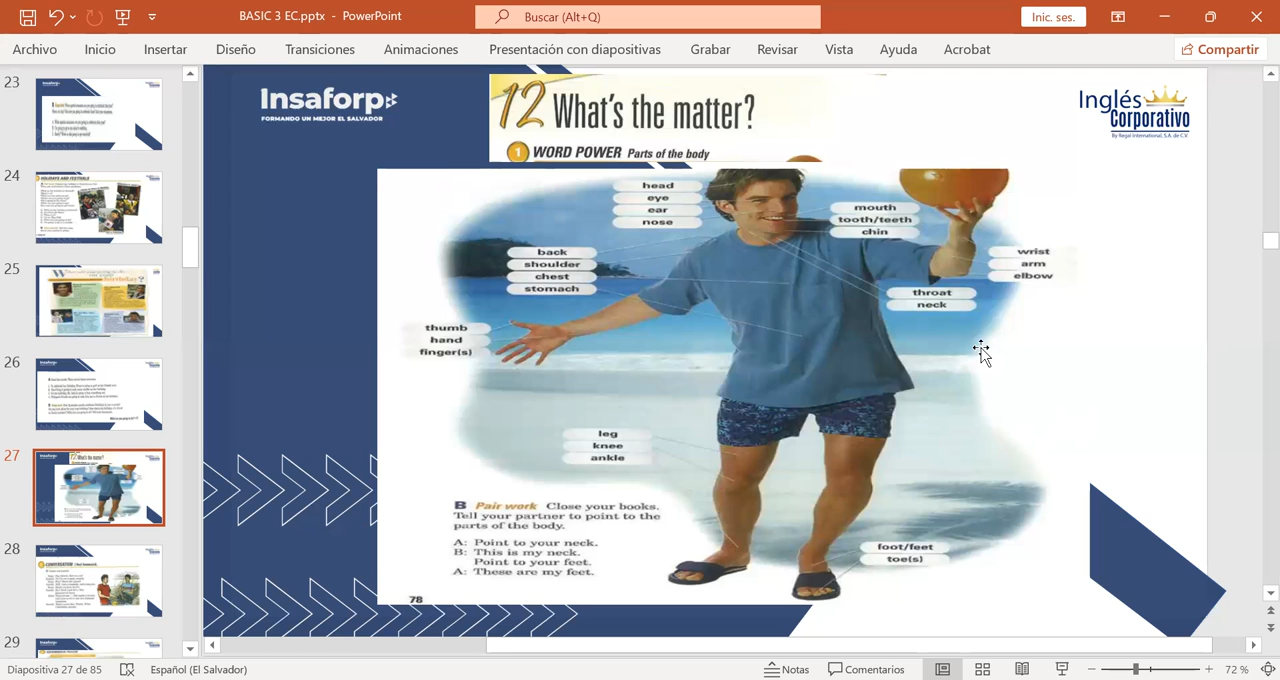 BASIC 3 EC.pptx - PowerPoint
Buscar (Alt+Q)
Inic. ses.
Archivo Inicio Insertar Diseño Transiciones Animaciones Presentación con diapositivas Grabar Revisar Vista Ayuda Acrobat
Compartir
23
24
25
26
27
28
29
Insaforp
FORMANDO UN MEJOR EL SALVADOR
12 What's the matter?
1 WORD POWER Parts of the body
Inglés
Corporativo
By Regal International, S.A. de C.V.
head
eye
ear
nose
mouth
tooth/teeth
chin
back
shoulder
chest
stomach
wrist
arm
elbow
throat
neck
thumb
hand
finger(s)
leg
knee
ankle
B Pair work Close your books.
Tell your partner to point to the
parts of the body.
A: Point to your neck.
B: This is my neck.
Point to your feet.
A: These are my feet.
foot/feet
toe(s)
78
Diapositiva 27 de 85
Español (El Salvador)
Notas
Comentarios
72 %